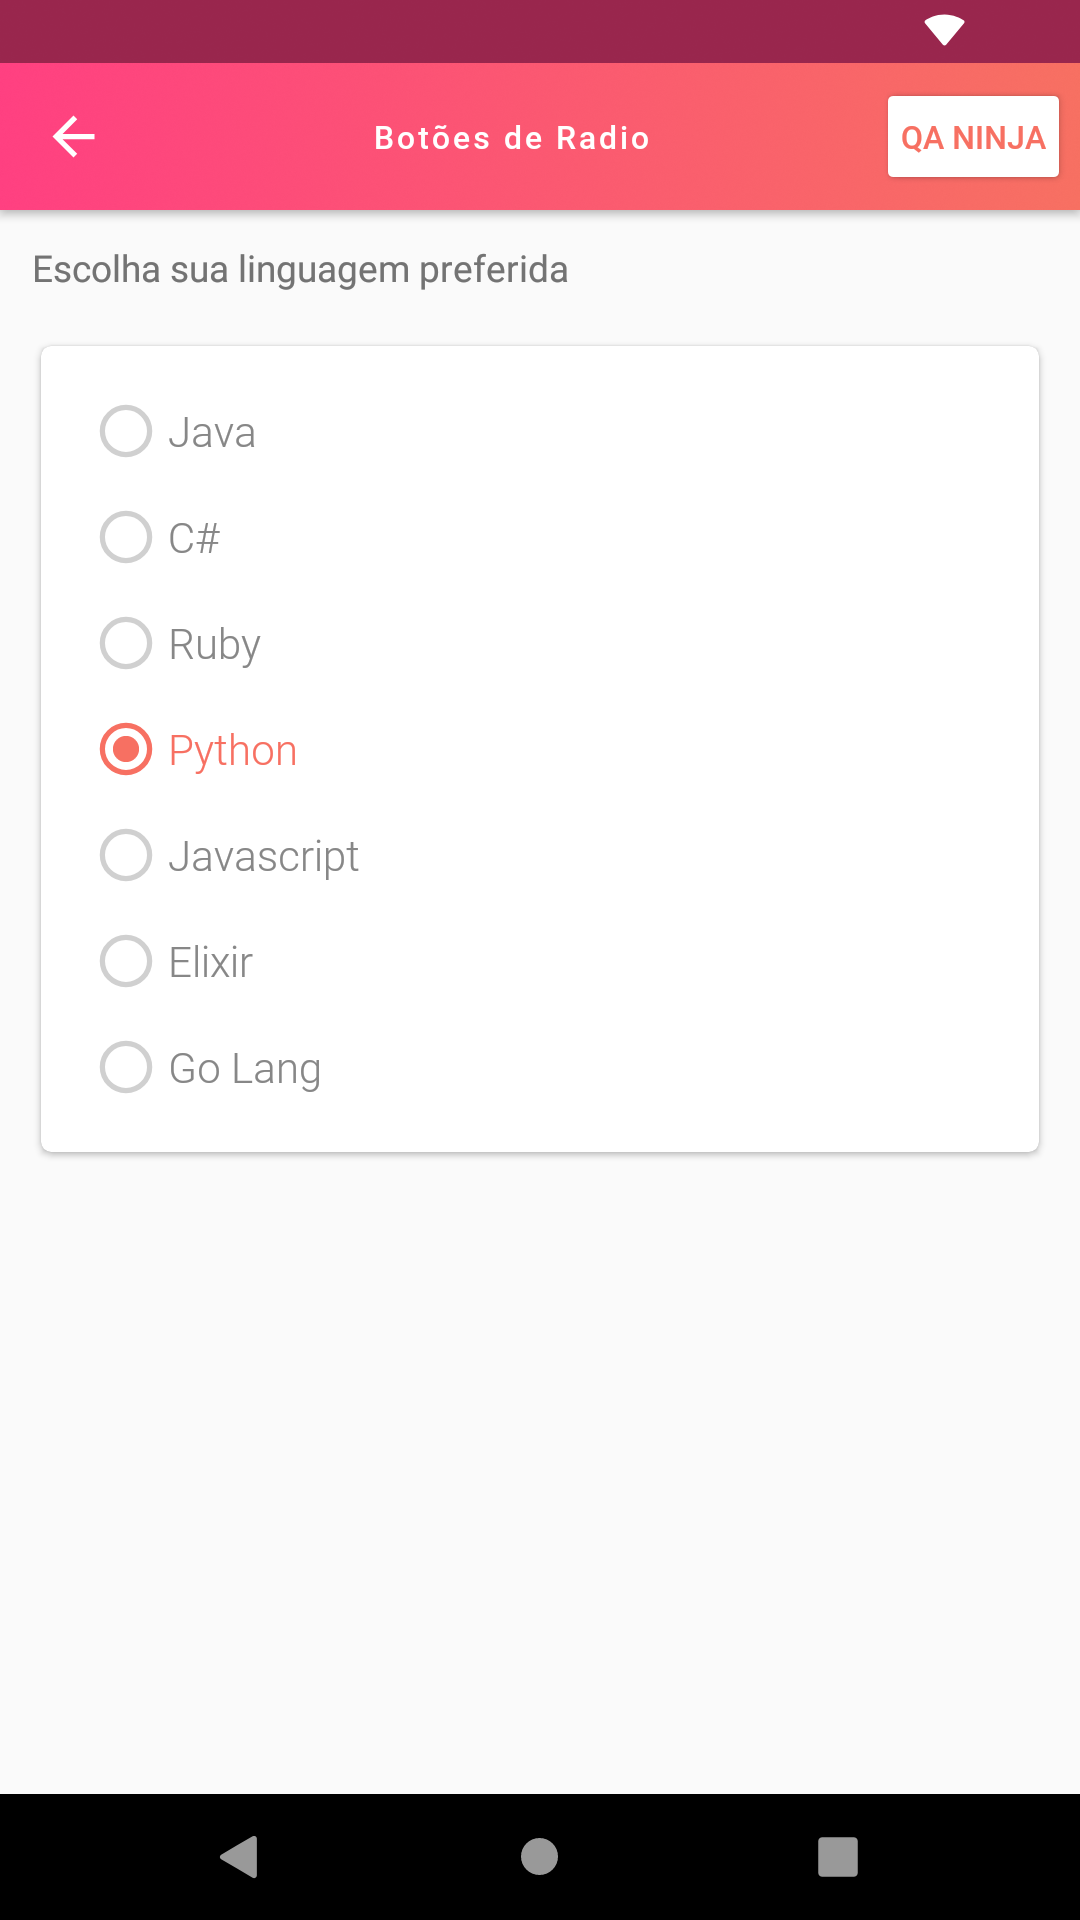 Botões de Radio
QA NINJA
Escolha sua linguagem preferida
Java
C#
Ruby
Python
Javascript
Elixir
Go Lang